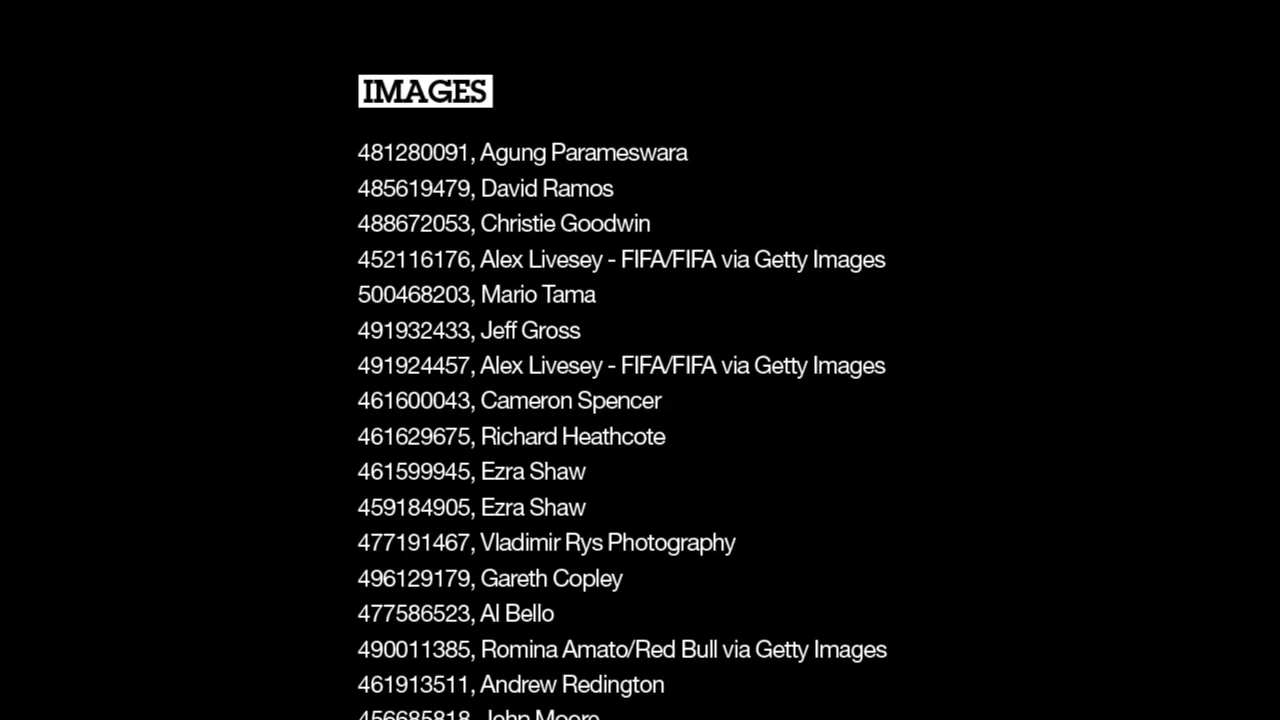 IMAGES
481280091, Agung Parameswara
485619479, David Ramos
488672053, Christie Goodwin
452116176, Alex Livesey - FIFA/FIFA via Getty Images
500468203, Mario Tama
491932433, Jeff Gross
491924457, Alex Livesey - FIFA/FIFA via Getty Images
461600043, Cameron Spencer
461629675, Richard Heathcote
461599945, Ezra Shaw
459184905, Ezra Shaw
477191467, Vladimir Rys Photography
496129179, Gareth Copley
477586523, Al Bello
490011385, Romina Amato/Red Bull via Getty Images
461913511, Andrew Redington
456685818, John Moore